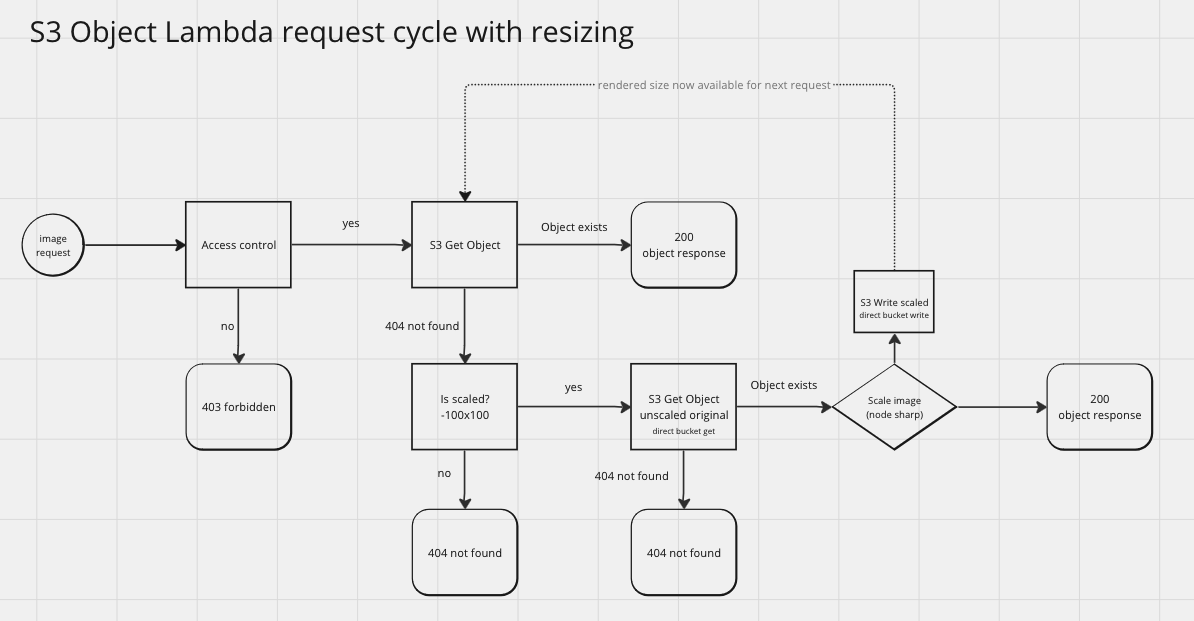 S3 Object Lambda request cycle with resizing
rendered size now available for next request
image
request
Access control
yes
S3 Get Object
Object exists
200
object response
no
404 not found
S3 Write scaled
direct bucket write
403 forbidden
Is scaled?
-100x100
yes
S3 Get Object
unscaled original
direct bucket get
Object exists
Scale image
(node sharp)
200
object response
no
404 not found
404 not found
404 not found